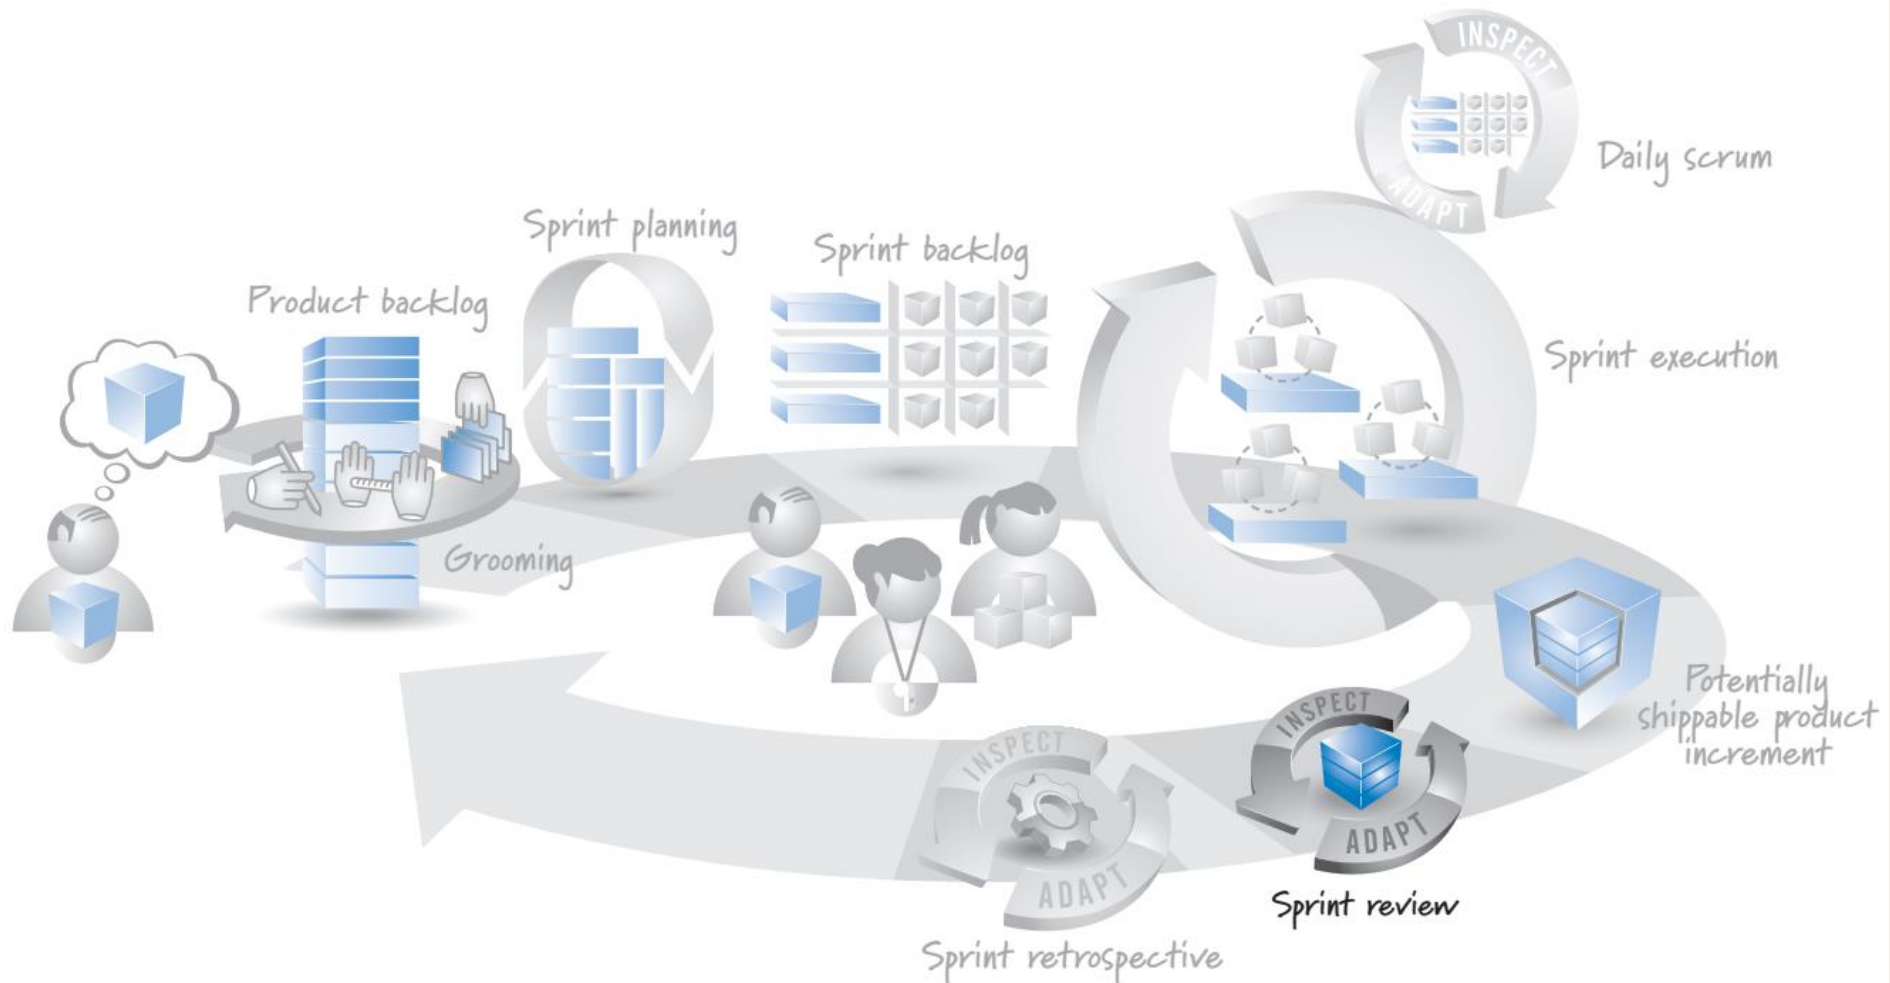 INSPECT
ADAPT
Daily scrum
Sprint planning
Sprint backlog
Product backlog
Sprint execution
Grooming
Potentially
shippable product
increment
INSPECT
ADAPT
Sprint review
INSPECT
ADAPT
Sprint retrospective